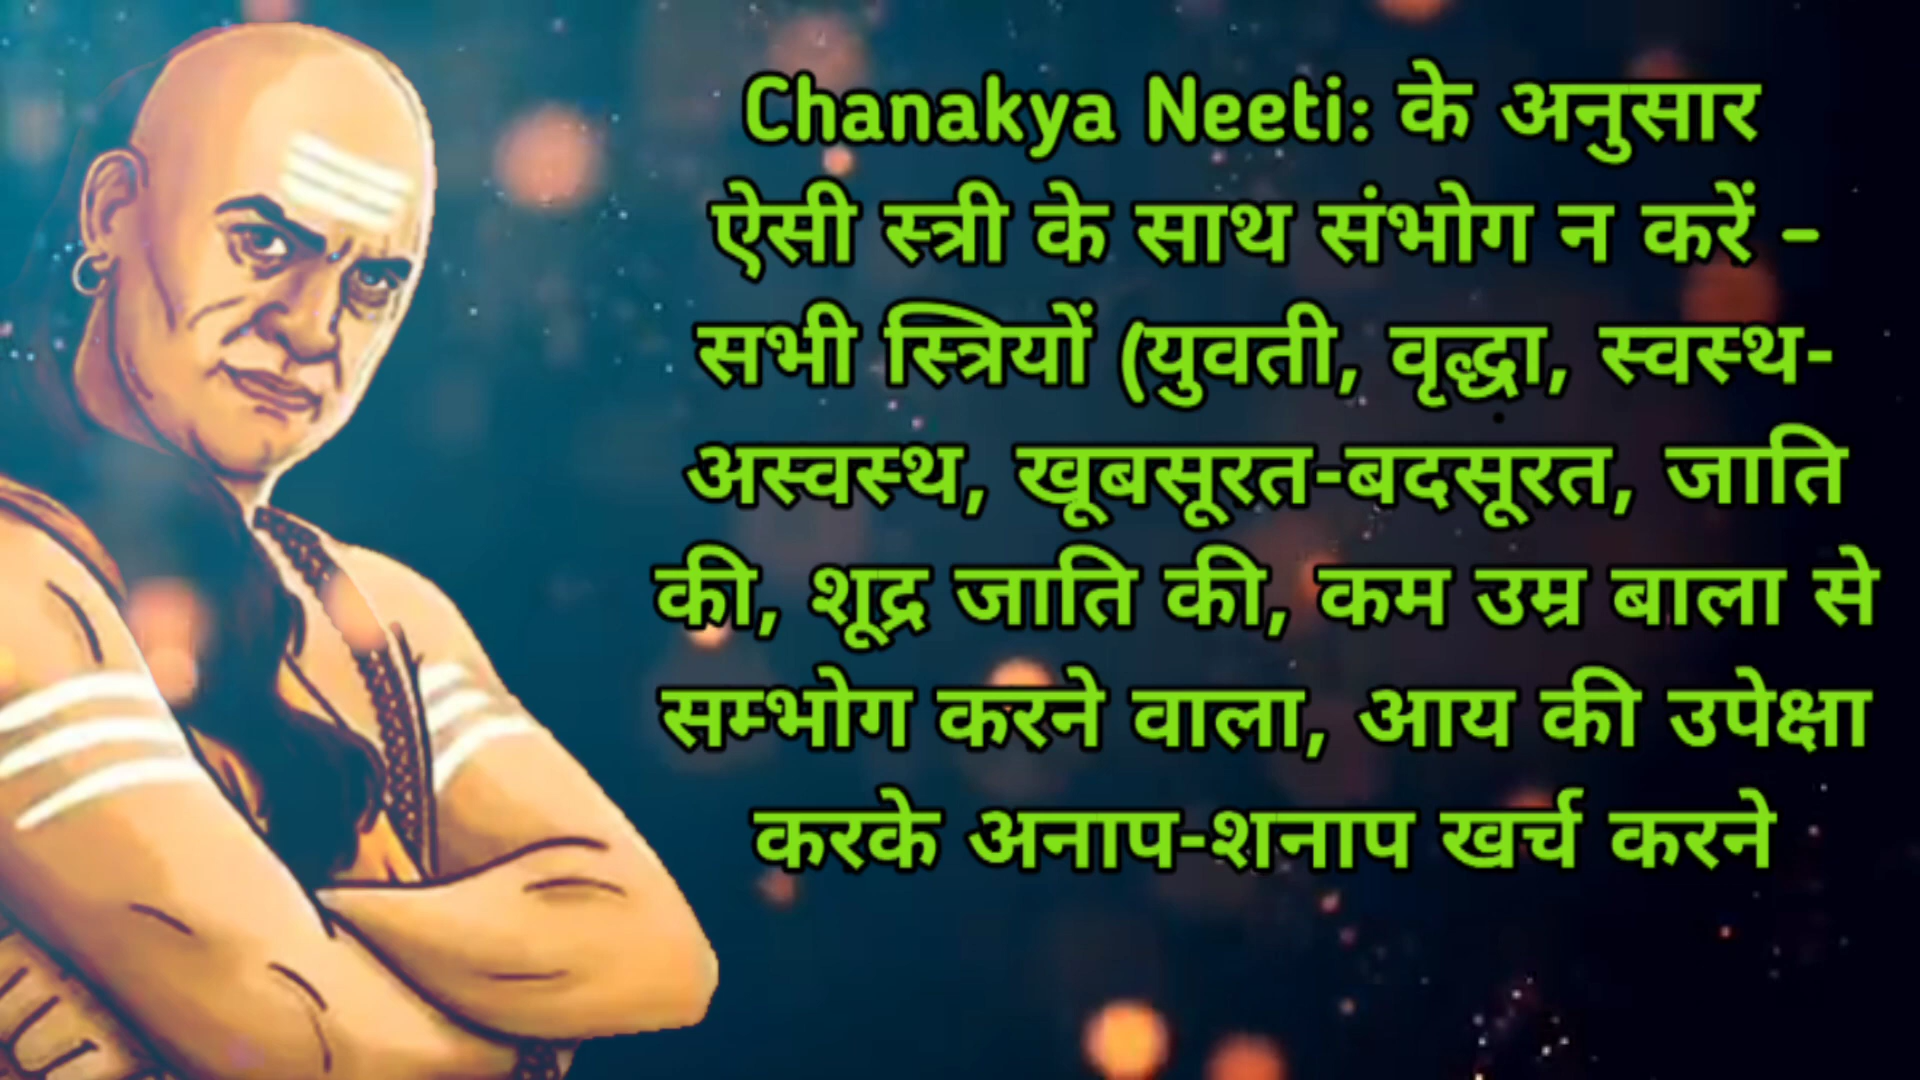 Chanakya Neeti: के अनुसार
ऐसी स्त्री के साथ संभोग न करें –
सभी स्त्रियों (युवती, वृद्धा, स्वस्थ-
अस्वस्थ, खूबसूरत-बदसूरत, जाति
की, शूद्र जाति की, कम उम्र बाला से
सम्भोग करने वाला, आय की उपेक्षा
करके अनाप-शनाप खर्च करने